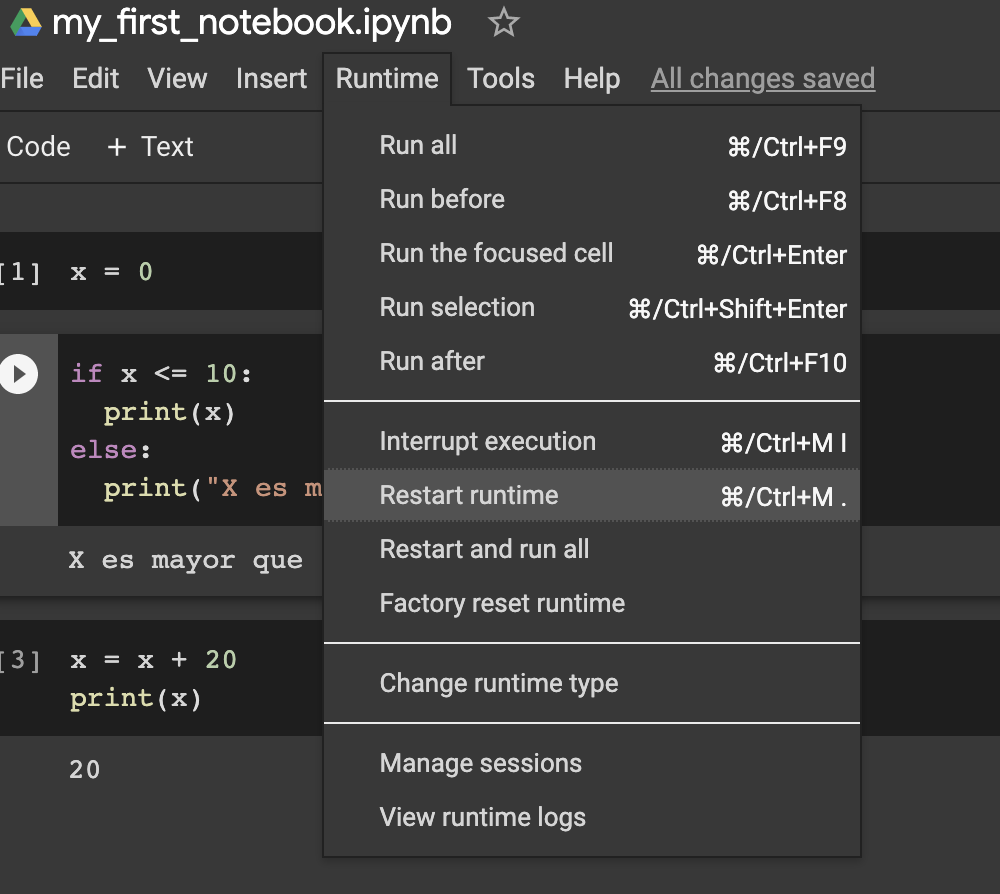 my_first_notebook.ipynb
File Edit View Insert Runtime Tools Help All changes saved
Code + Text
Run all ⌘/Ctrl+F9
Run before ⌘/Ctrl+F8
Run the focused cell ⌘/Ctrl+Enter
Run selection ⌘/Ctrl+Shift+Enter
Run after ⌘/Ctrl+F10
Interrupt execution ⌘/Ctrl+M I
Restart runtime ⌘/Ctrl+M .
Restart and run all
Factory reset runtime
Change runtime type
Manage sessions
View runtime logs
[1] x = 0
if x <= 10:
print(x)
else:
print("X es m
X es mayor que
[3] x = x + 20
print(x)
20